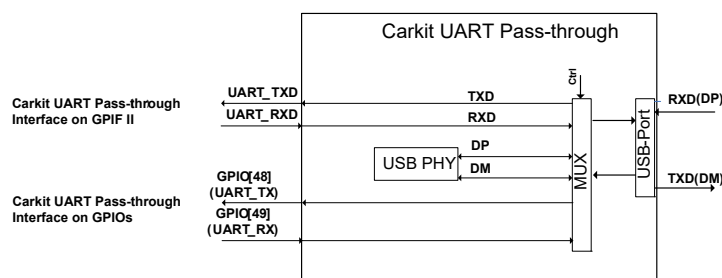 Carkit UART Pass-through
Ctrl
UART_TXD
TXD
RXD(DP)
Carkit UART Pass-through
Interface on GPIF II
UART_RXD
RXD
USB-Port
DP
USB PHY
MUX
DM
GPIO[48]
(UART_TX)
TXD(DM)
Carkit UART Pass-through
Interface on GPIOs
GPIO[49]
(UART_RX)